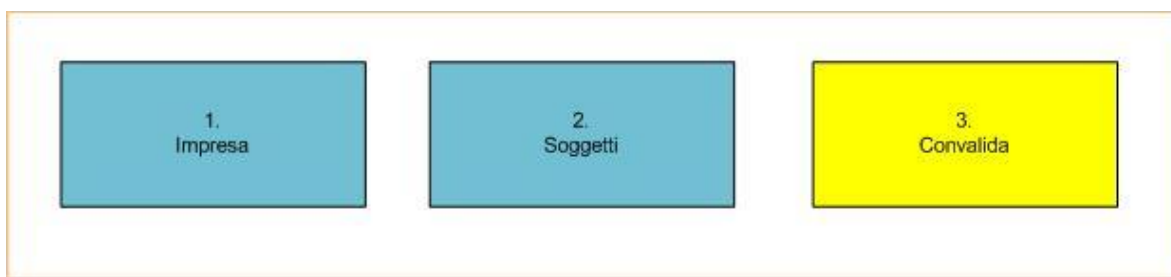 1.
Impresa
2.
Soggetti
3.
Convalida